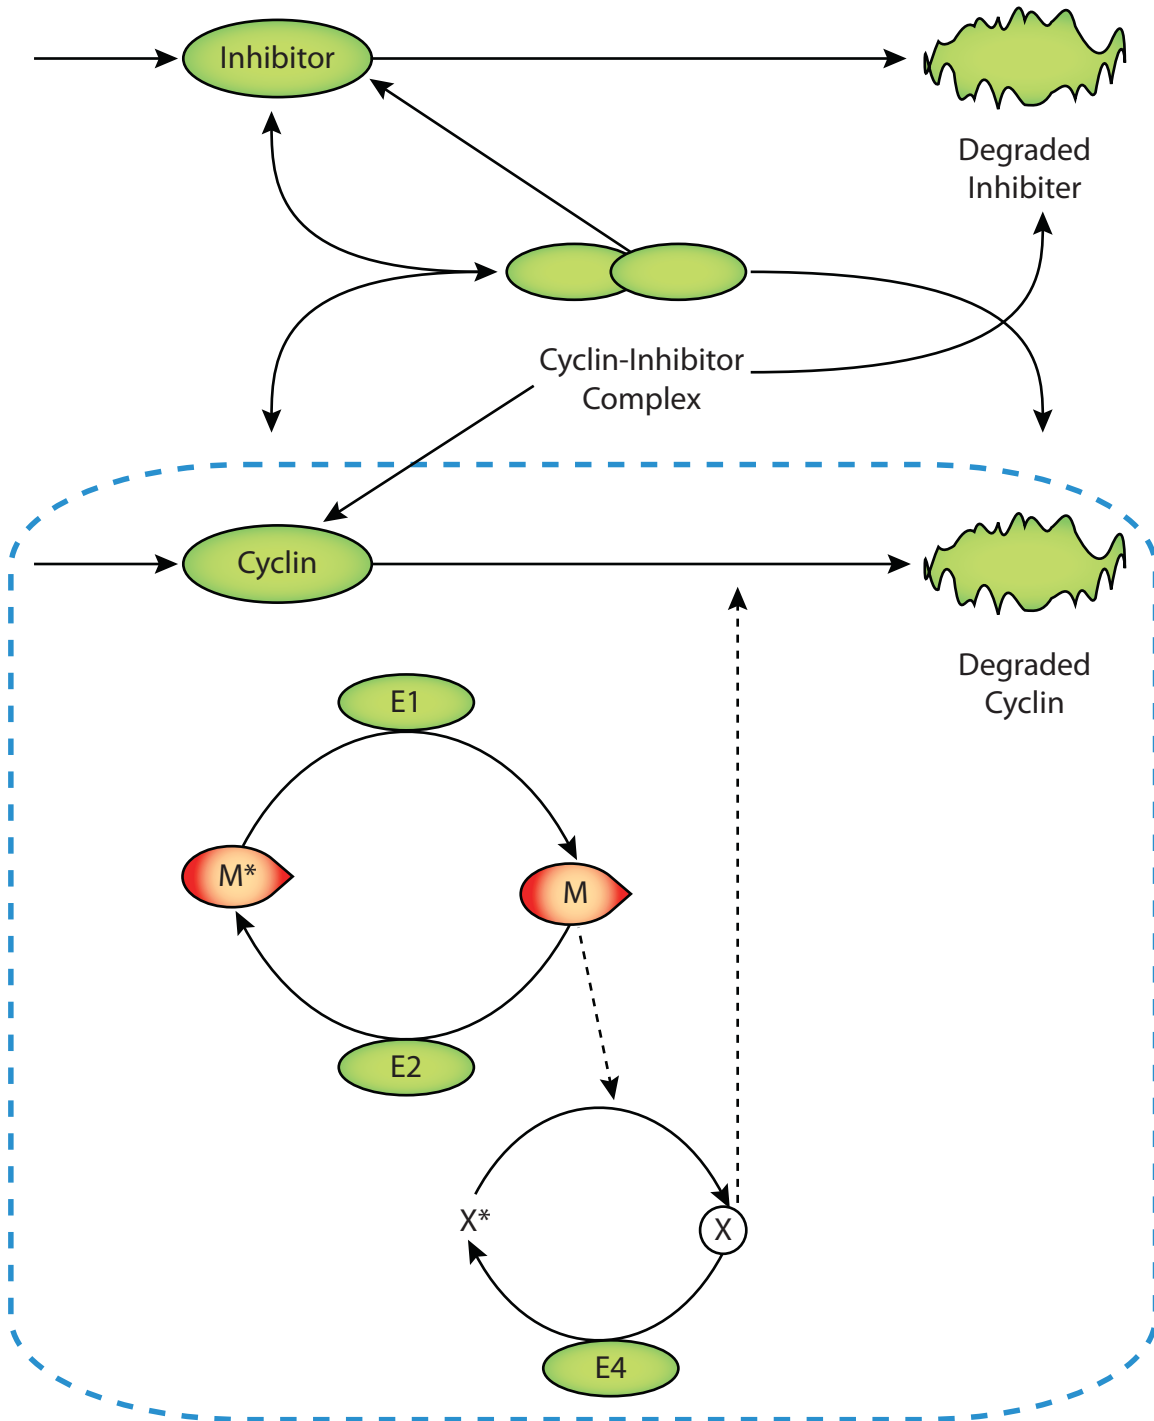 Inhibitor
Degraded
Inhibiter
Cyclin-Inhibitor
Complex
Cyclin
Degraded
Cyclin
E1
M*
M
E2
X*
X
E4